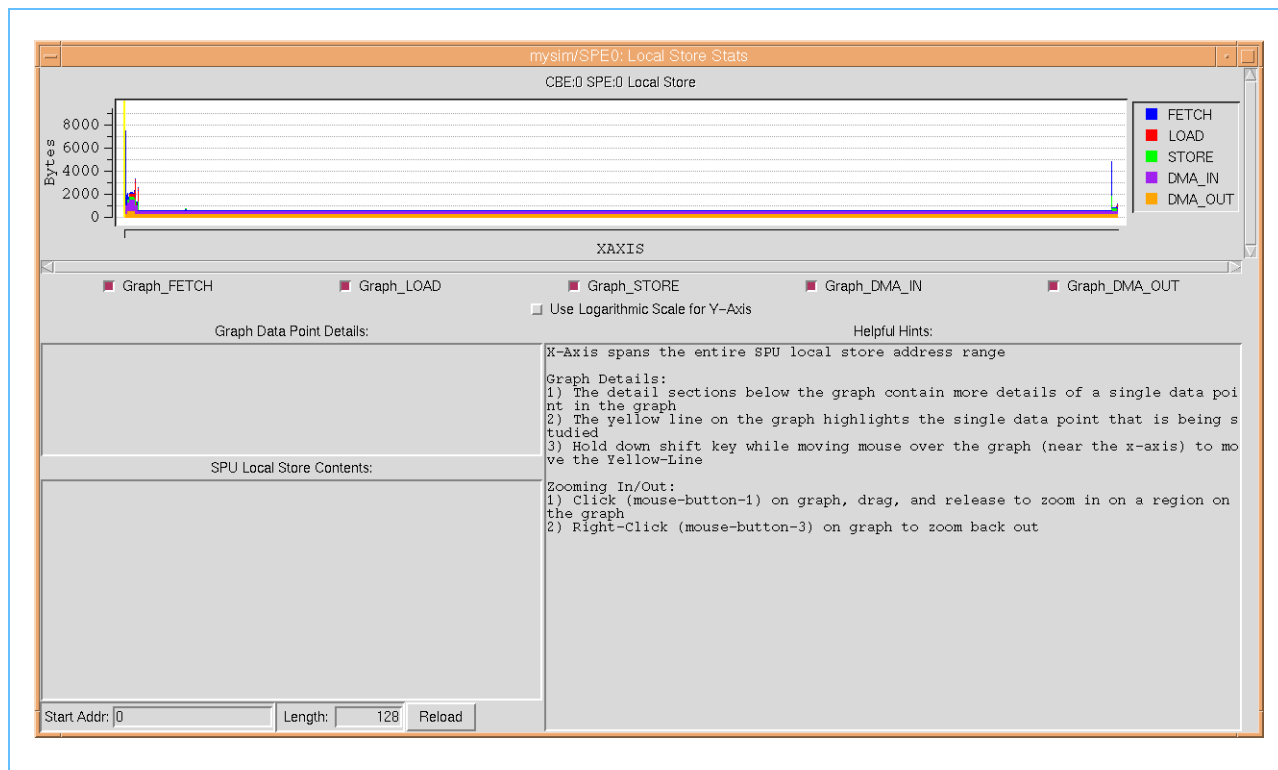 mysim/SPE0: Local Store Stats
CBE:0 SPE:0 Local Store
8000
6000
4000
2000
0
Bytes
XAXIS
FETCH
LOAD
STORE
DMA_IN
DMA_OUT
Graph_FETCH Graph_LOAD Graph_STORE Graph_DMA_IN Graph_DMA_OUT
Use Logarithmic Scale for Y-Axis
Graph Data Point Details:
SPU Local Store Contents:
Start Addr: 0 Length: 128 Reload
Helpful Hints:
X-Axis spans the entire SPU local store address range
Graph Details:
1) The detail sections below the graph contain more details of a single data poi
nt in the graph
2) The yellow line on the graph highlights the single data point that is being s
tudied
3) Hold down shift key while moving mouse over the graph (near the x-axis) to mo
ve the Yellow-Line
Zooming In/Out:
1) Click (mouse-button-1) on graph, drag, and release to zoom in on a region on
the graph
2) Right-Click (mouse-button-3) on graph to zoom back out